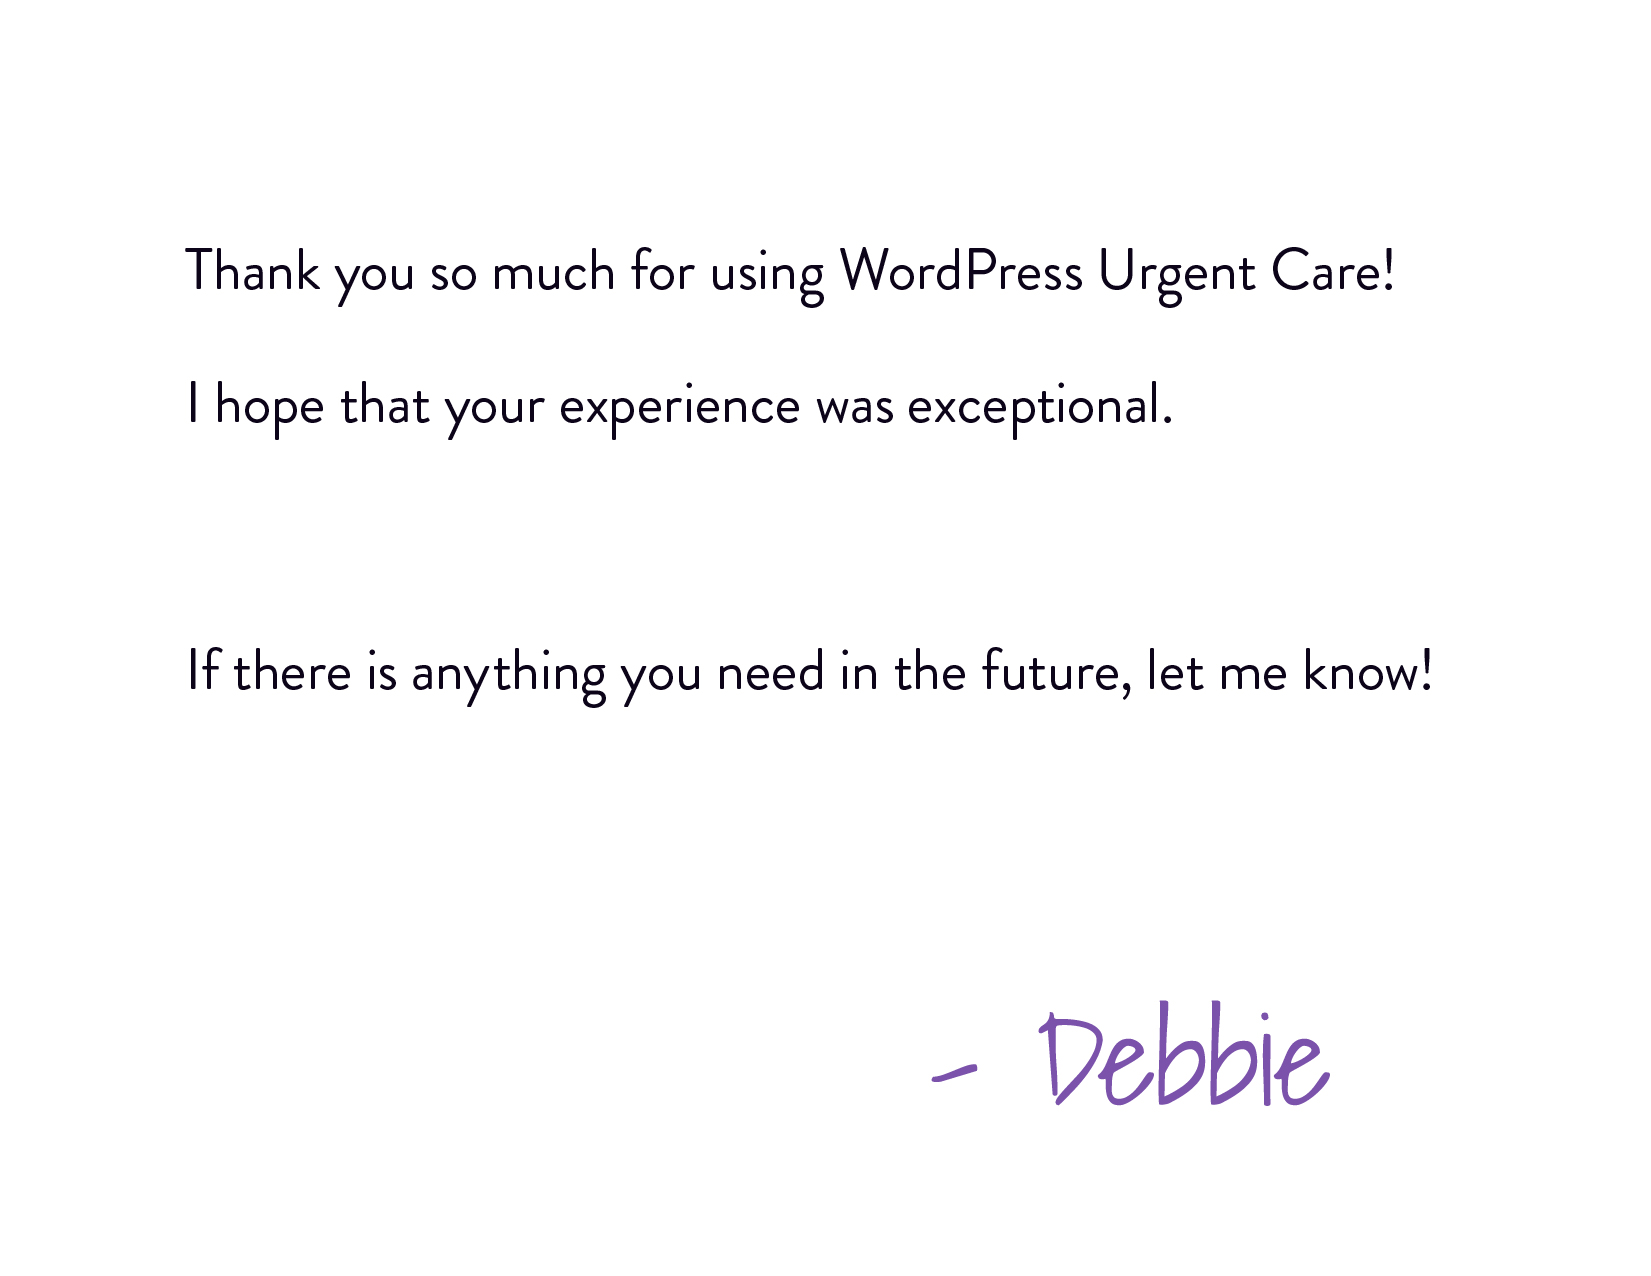 Thank you so much for using WordPress Urgent Care!
I hope that your experience was exceptional.
If there is anything you need in the future, let me know!
- Debbie